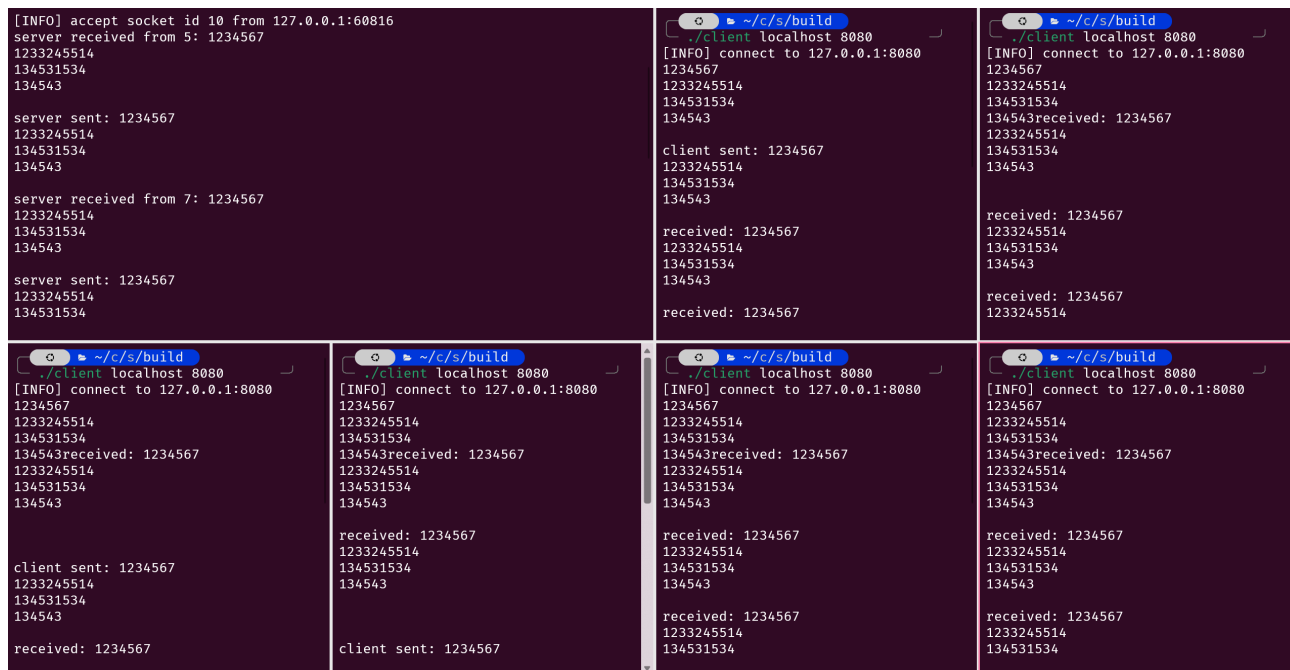 [INFO] accept socket id 10 from 127.0.0.1:60816
server received from 5: 1234567
1233245514
134531534
134543
server sent: 1234567
1233245514
134531534
134543
server received from 7: 1234567
1233245514
134531534
134543
server sent: 1234567
1233245514
134531534
~/c/s/build
./client localhost 8080
[INFO] connect to 127.0.0.1:8080
1234567
1233245514
134531534
134543
client sent: 1234567
1233245514
134531534
134543
received: 1234567
1233245514
134531534
134543
received: 1234567
~/c/s/build
./client localhost 8080
[INFO] connect to 127.0.0.1:8080
1234567
1233245514
134531534
134543received: 1234567
1233245514
134531534
134543
received: 1234567
1233245514
134531534
134543
received: 1234567
1233245514
~/c/s/build
./client localhost 8080
[INFO] connect to 127.0.0.1:8080
1234567
1233245514
134531534
134543received: 1234567
1233245514
134531534
134543
client sent: 1234567
1233245514
134531534
134543
received: 1234567
~/c/s/build
./client localhost 8080
[INFO] connect to 127.0.0.1:8080
1234567
1233245514
134531534
134543received: 1234567
1233245514
134531534
134543
received: 1234567
1233245514
134531534
134543
client sent: 1234567
~/c/s/build
./client localhost 8080
[INFO] connect to 127.0.0.1:8080
1234567
1233245514
134531534
134543received: 1234567
1233245514
134531534
134543
received: 1234567
1233245514
134531534
134543
received: 1234567
1233245514
134531534
~/c/s/build
./client localhost 8080
[INFO] connect to 127.0.0.1:8080
1234567
1233245514
134531534
134543received: 1234567
1233245514
134531534
134543
received: 1234567
1233245514
134531534
134543
received: 1234567
1233245514
134531534